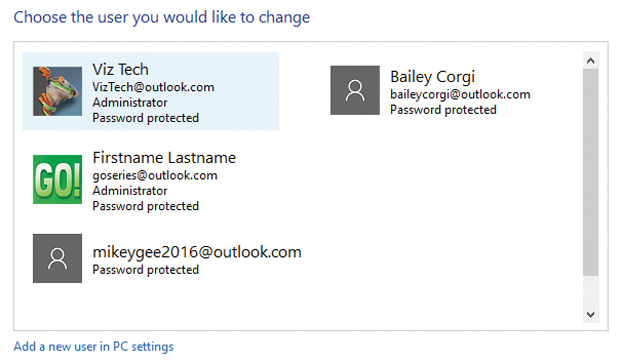 Choose the user you would like to change
Viz Tech
VizTech@outlook.com
Administrator
Password protected
Bailey Corgi
baileycorgi@outlook.com
Password protected
GO!
Firstname Lastname
goseries@outlook.com
Administrator
Password protected
mikeygee2016@outlook.com
Password protected
Add a new user in PC settings